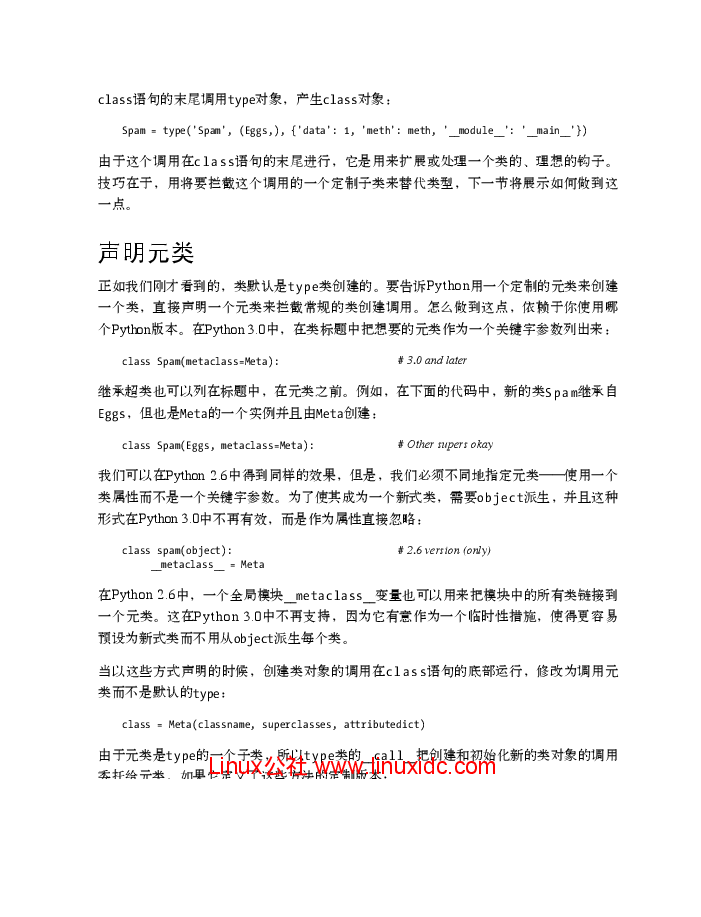 class语句的末尾调用type对象，产生class对象：
Spam = type('Spam', (Eggs,), {'data': 1, 'meth': meth, '__module__': '__main__'})
由于这个调用在class语句的末尾进行，它是用来扩展或处理一个类的、理想的钩子。
技巧在于，用将要拦截这个调用的一个定制子类来替代类型，下一节将展示如何做到这
一点。
声明元类
正如我们刚才看到的，类默认是type类创建的。要告诉Python用一个定制的元类来创建
一个类，直接声明一个元类来拦截常规的类创建调用。怎么做到这点，依赖于你使用哪
个Python版本。在Python 3.0中，在类标题中把想要的元类作为一个关键字参数列出来：
class Spam(metaclass=Meta): # 3.0 and later
继承超类也可以列在标题中，在元类之前。例如，在下面的代码中，新的类Spam继承自
Eggs，但也是Meta的一个实例并且由Meta创建：
class Spam(Eggs, metaclass=Meta): # Other supers okay
我们可以在Python 2.6中得到同样的效果，但是，我们必须不同地指定元类——使用一个
类属性而不是一个关键字参数。为了使其成为一个新式类，需要object派生，并且这种
形式在Python 3.0中不再有效，而是作为属性直接忽略：
class spam(object): # 2.6 version (only)
__metaclass__ = Meta
在Python 2.6中，一个全局模块__metaclass__变量也可以用来把模块中的所有类链接到
一个元类。这在Python 3.0中不再支持，因为它有意作为一个临时性措施，使得更容易
预设为新式类而不用从object派生每个类。
当以这些方式声明的时候，创建类对象的调用在class语句的底部运行，修改为调用元
类而不是默认的type：
class = Meta(classname, superclasses, attributedict)
由于元类是type的一个子类，所以type类的__call__把创建和初始化新的类对象的调用
委托给元类，如果它定义了这些方法的定制版本：
Linux公社 www.linuxidc.com